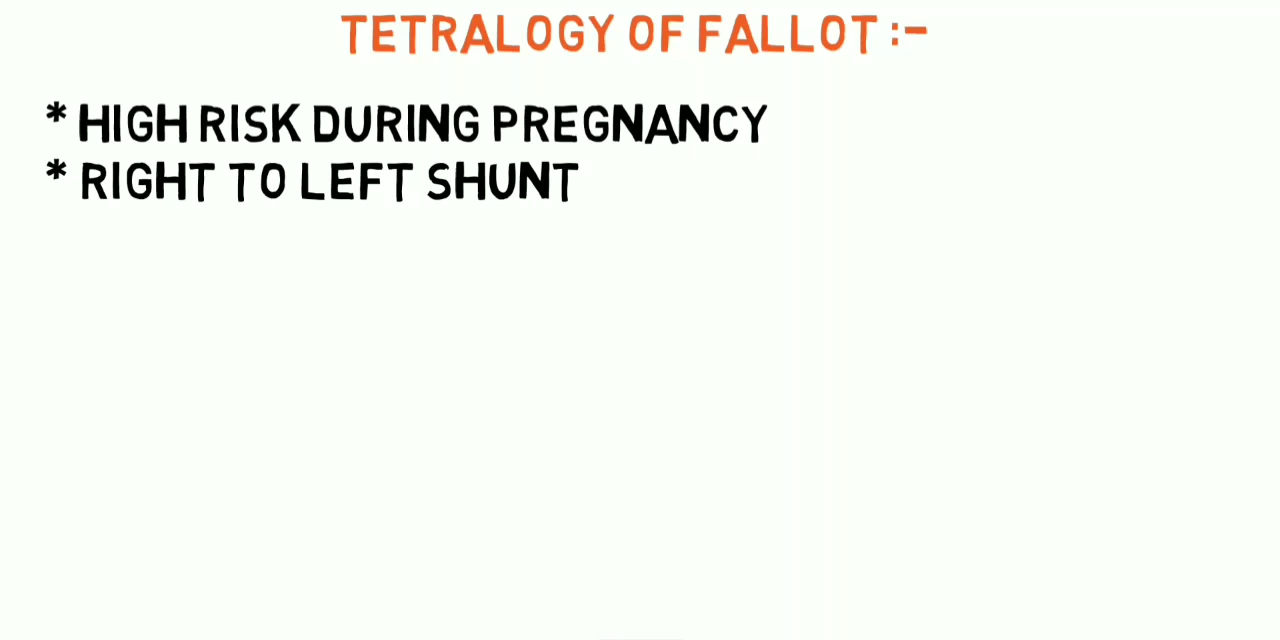 TETRALOGY OF FALLOT :-
* HIGH RISK DURING PREGNANCY
* RIGHT TO LEFT SHUNT